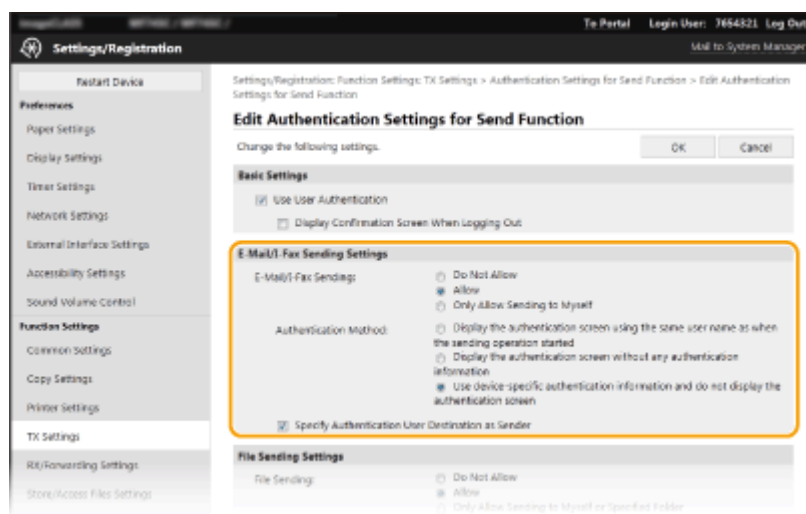 To Portal Login User: 7654321 Log Out
Settings/Registration
Mail to System Manager
Restart Device
Preferences
Paper Settings
Display Settings
Timer Settings
Network Settings
External Interface Settings
Accessibility Settings
Sound Volume Control
Function Settings
Common Settings
Copy Settings
Printer Settings
TX Settings
RX/Forwarding Settings
Store/Access Files Settings
Settings/Registration: Function Settings: TX Settings > Authentication Settings for Send Function > Edit Authentication
Settings for Send Function
Edit Authentication Settings for Send Function
Change the following settings.
OK
Cancel
Basic Settings
Use User Authentication
Display Confirmation Screen When Logging Out
E-Mail/I-Fax Sending Settings
E-Mail/I-Fax Sending:
Do Not Allow
Allow
Only Allow Sending to Myself
Authentication Method:
Display the authentication screen using the same user name as when
the sending operation started
Display the authentication screen without any authentication
information
Use device-specific authentication information and do not display the
authentication screen
Specify Authentication User Destination as Sender
File Sending Settings
File Sending:
Do Not Allow
Allow
Only Allow Sending to Myself or Specified Folder